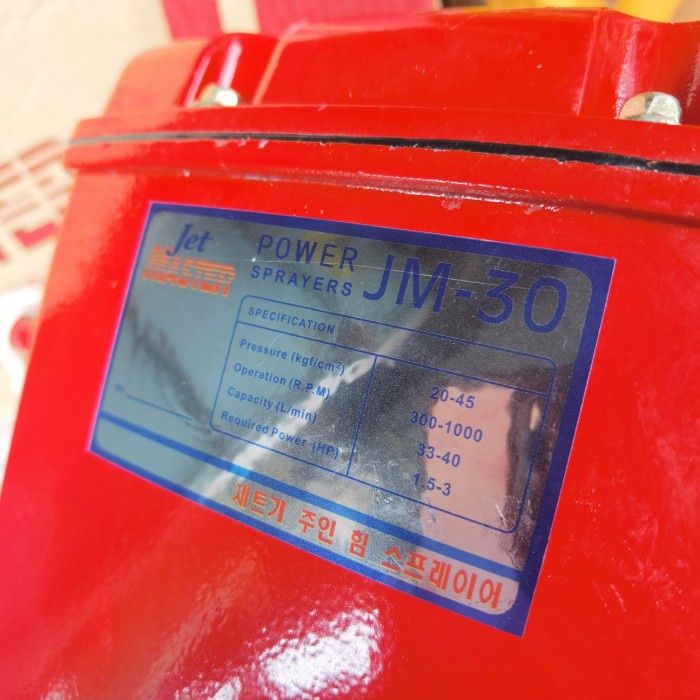 Jet
MASTER
POWER
SPRAYERS
JM-30
SPECIFICATION
Pressure (kgf/cm²) 20-45
Operation (R.P.M) 300-1000
Capacity (L/min) 33-40
Required Power (HP) 1.5-3
제트기 주인 힘 스프레이어